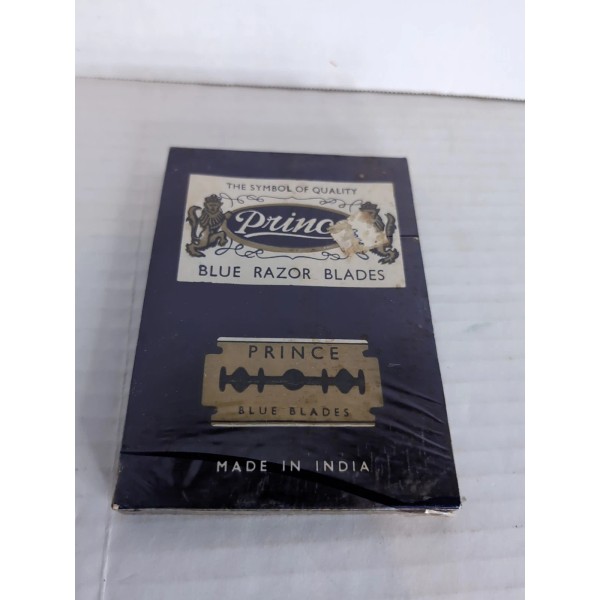 THE SYMBOL OF QUALITY
Prince
BLUE RAZOR BLADES
PRINCE
BLUE BLADES
MADE IN INDIA